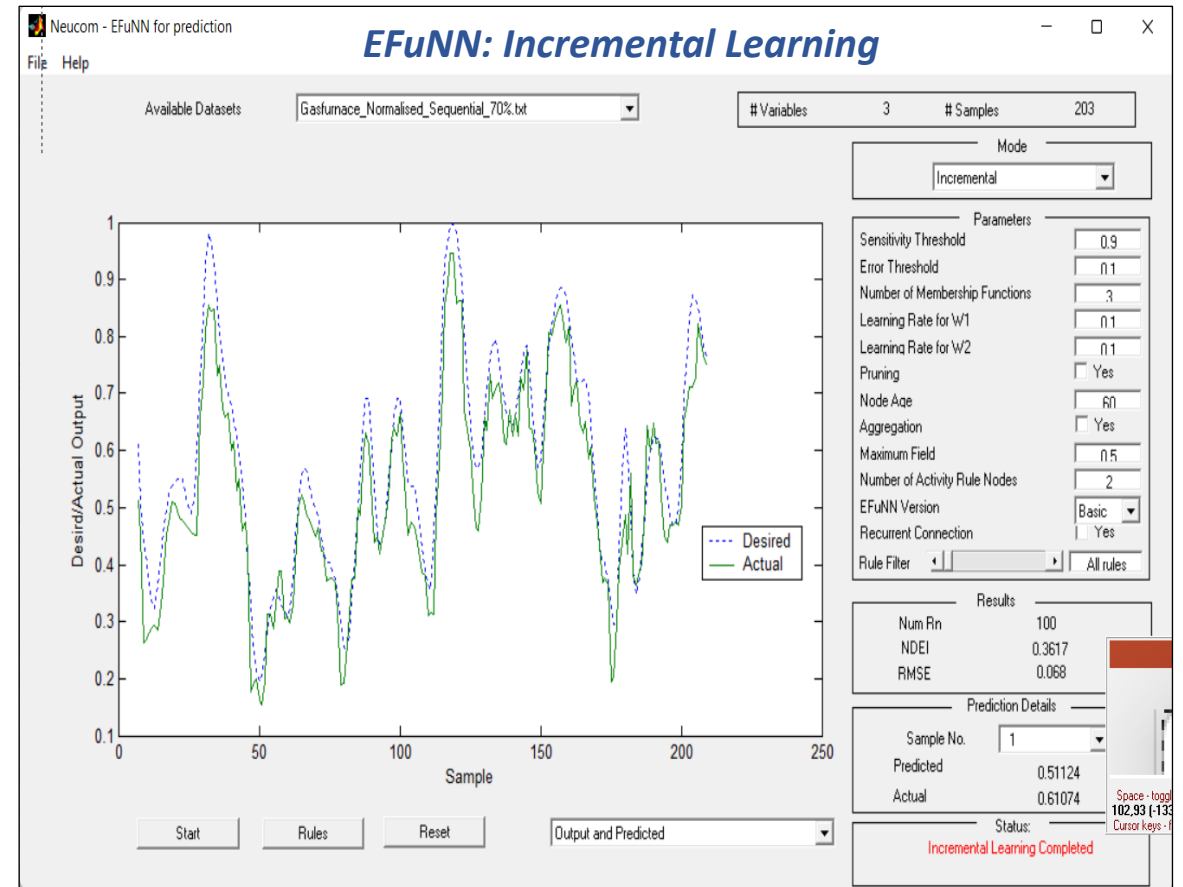 Neucom - EFuNN for prediction
EFuNN: Incremental Learning
File Help
Available Datasets Gasfurnace_Normalised_Sequential_70%.txt
# Variables 3 # Samples 203
Mode
Incremental
Parameters
Sensitivity Threshold 0.9
Error Threshold 0.1
Number of Membership Functions 3
Learning Rate for W1 0.1
Learning Rate for W2 0.1
Pruning Yes
Node Age 60
Aggregation Yes
Maximum Field 0.5
Number of Activity Rule Nodes 2
EFuNN Version Basic
Recurrent Connection Yes
Rule Filter All rules
1
0.9
0.8
0.7
0.6
0.5
0.4
0.3
0.2
0.1
Desird/Actual Output
0 50 100 150 200 250
Sample
Desired
Actual
Results
Num Rn 100
NDEI 0.3617
RMSE 0.068
Prediction Details
Sample No. 1
Predicted 0.51124
Actual 0.61074
Start Rules Reset Output and Predicted
Status:
Incremental Learning Completed
Space - toggl
102,93 (-133
Cursor keys - f